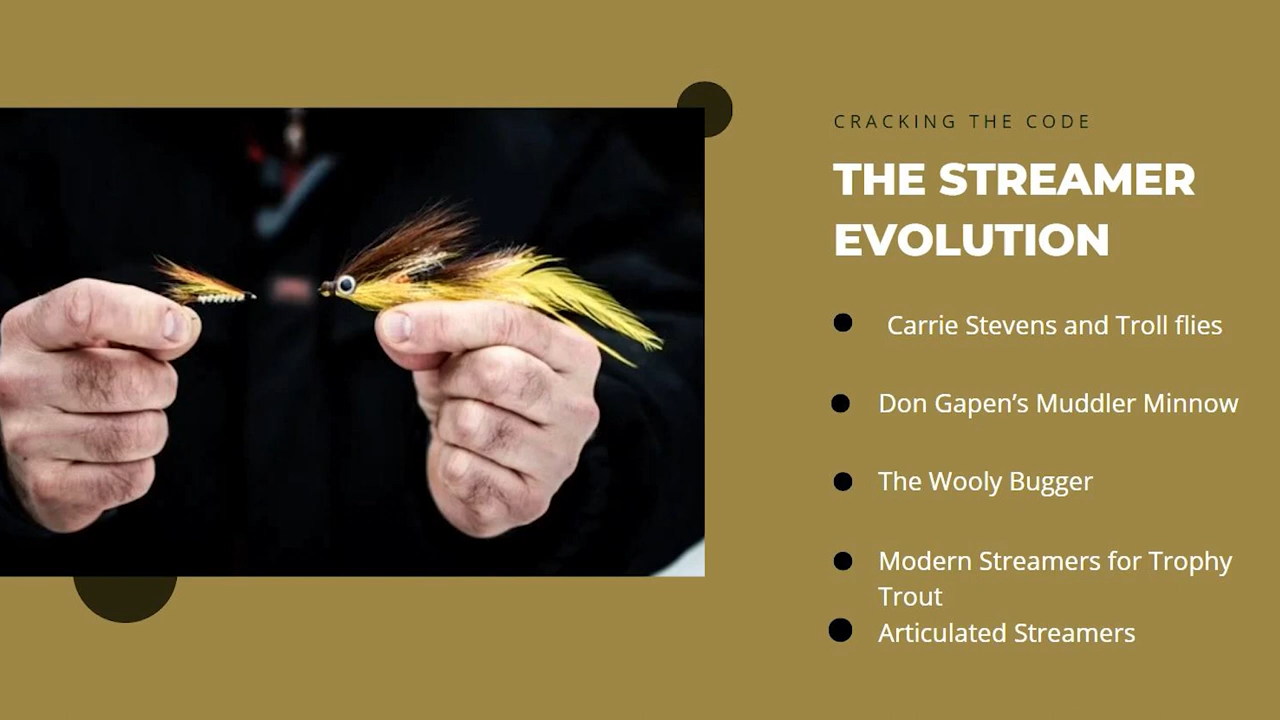 CRACKING THE CODE
THE STREAMER
EVOLUTION
Carrie Stevens and Troll flies
Don Gapen’s Muddler Minnow
The Wooly Bugger
Modern Streamers for Trophy
Trout
Articulated Streamers